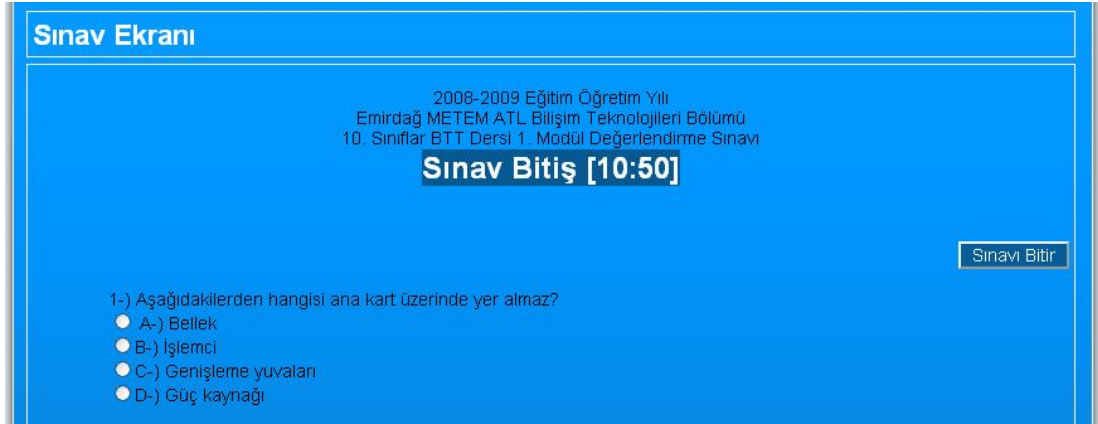 Sınav Ekranı
2008-2009 Eğitim Öğretim Yılı
Emirdağ METEM ATL Bilişim Teknolojileri Bölümü
10. Sınıflar BTT Dersi 1. Modül Değerlendirme Sınavı
Sınav Bitiş [10:50]
Sınavı Bitir
1-) Aşağıdakilerden hangisi ana kart üzerinde yer almaz?
A-) Bellek
B-) İşlemci
C-) Genişleme yuvaları
D-) Güç kaynağı